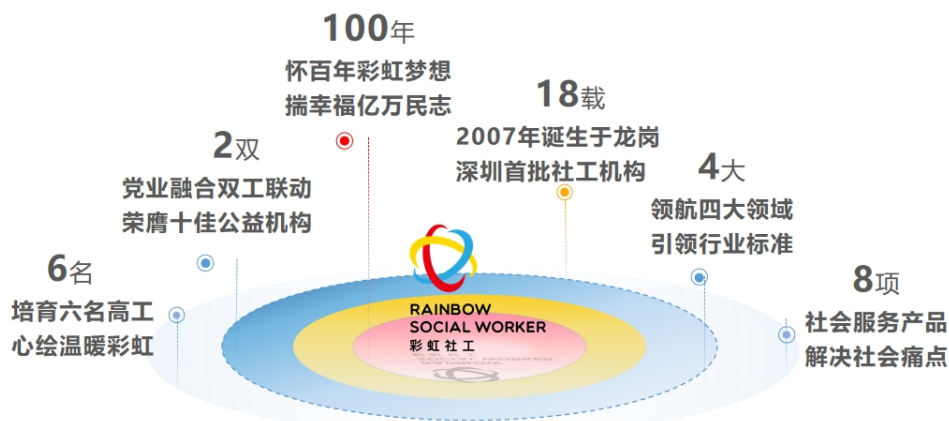 100年
怀百年彩虹梦想
揣幸福亿万民志
18载
2007年诞生于龙岗
深圳首批社工机构
2双
党业融合双工联动
荣膺十佳公益机构
4大
领航四大领域
引领行业标准
6名
培育六名高工
心绘温暖彩虹
8项
社会服务产品
解决社会痛点
RAINBOW
SOCIAL WORKER
彩虹社工